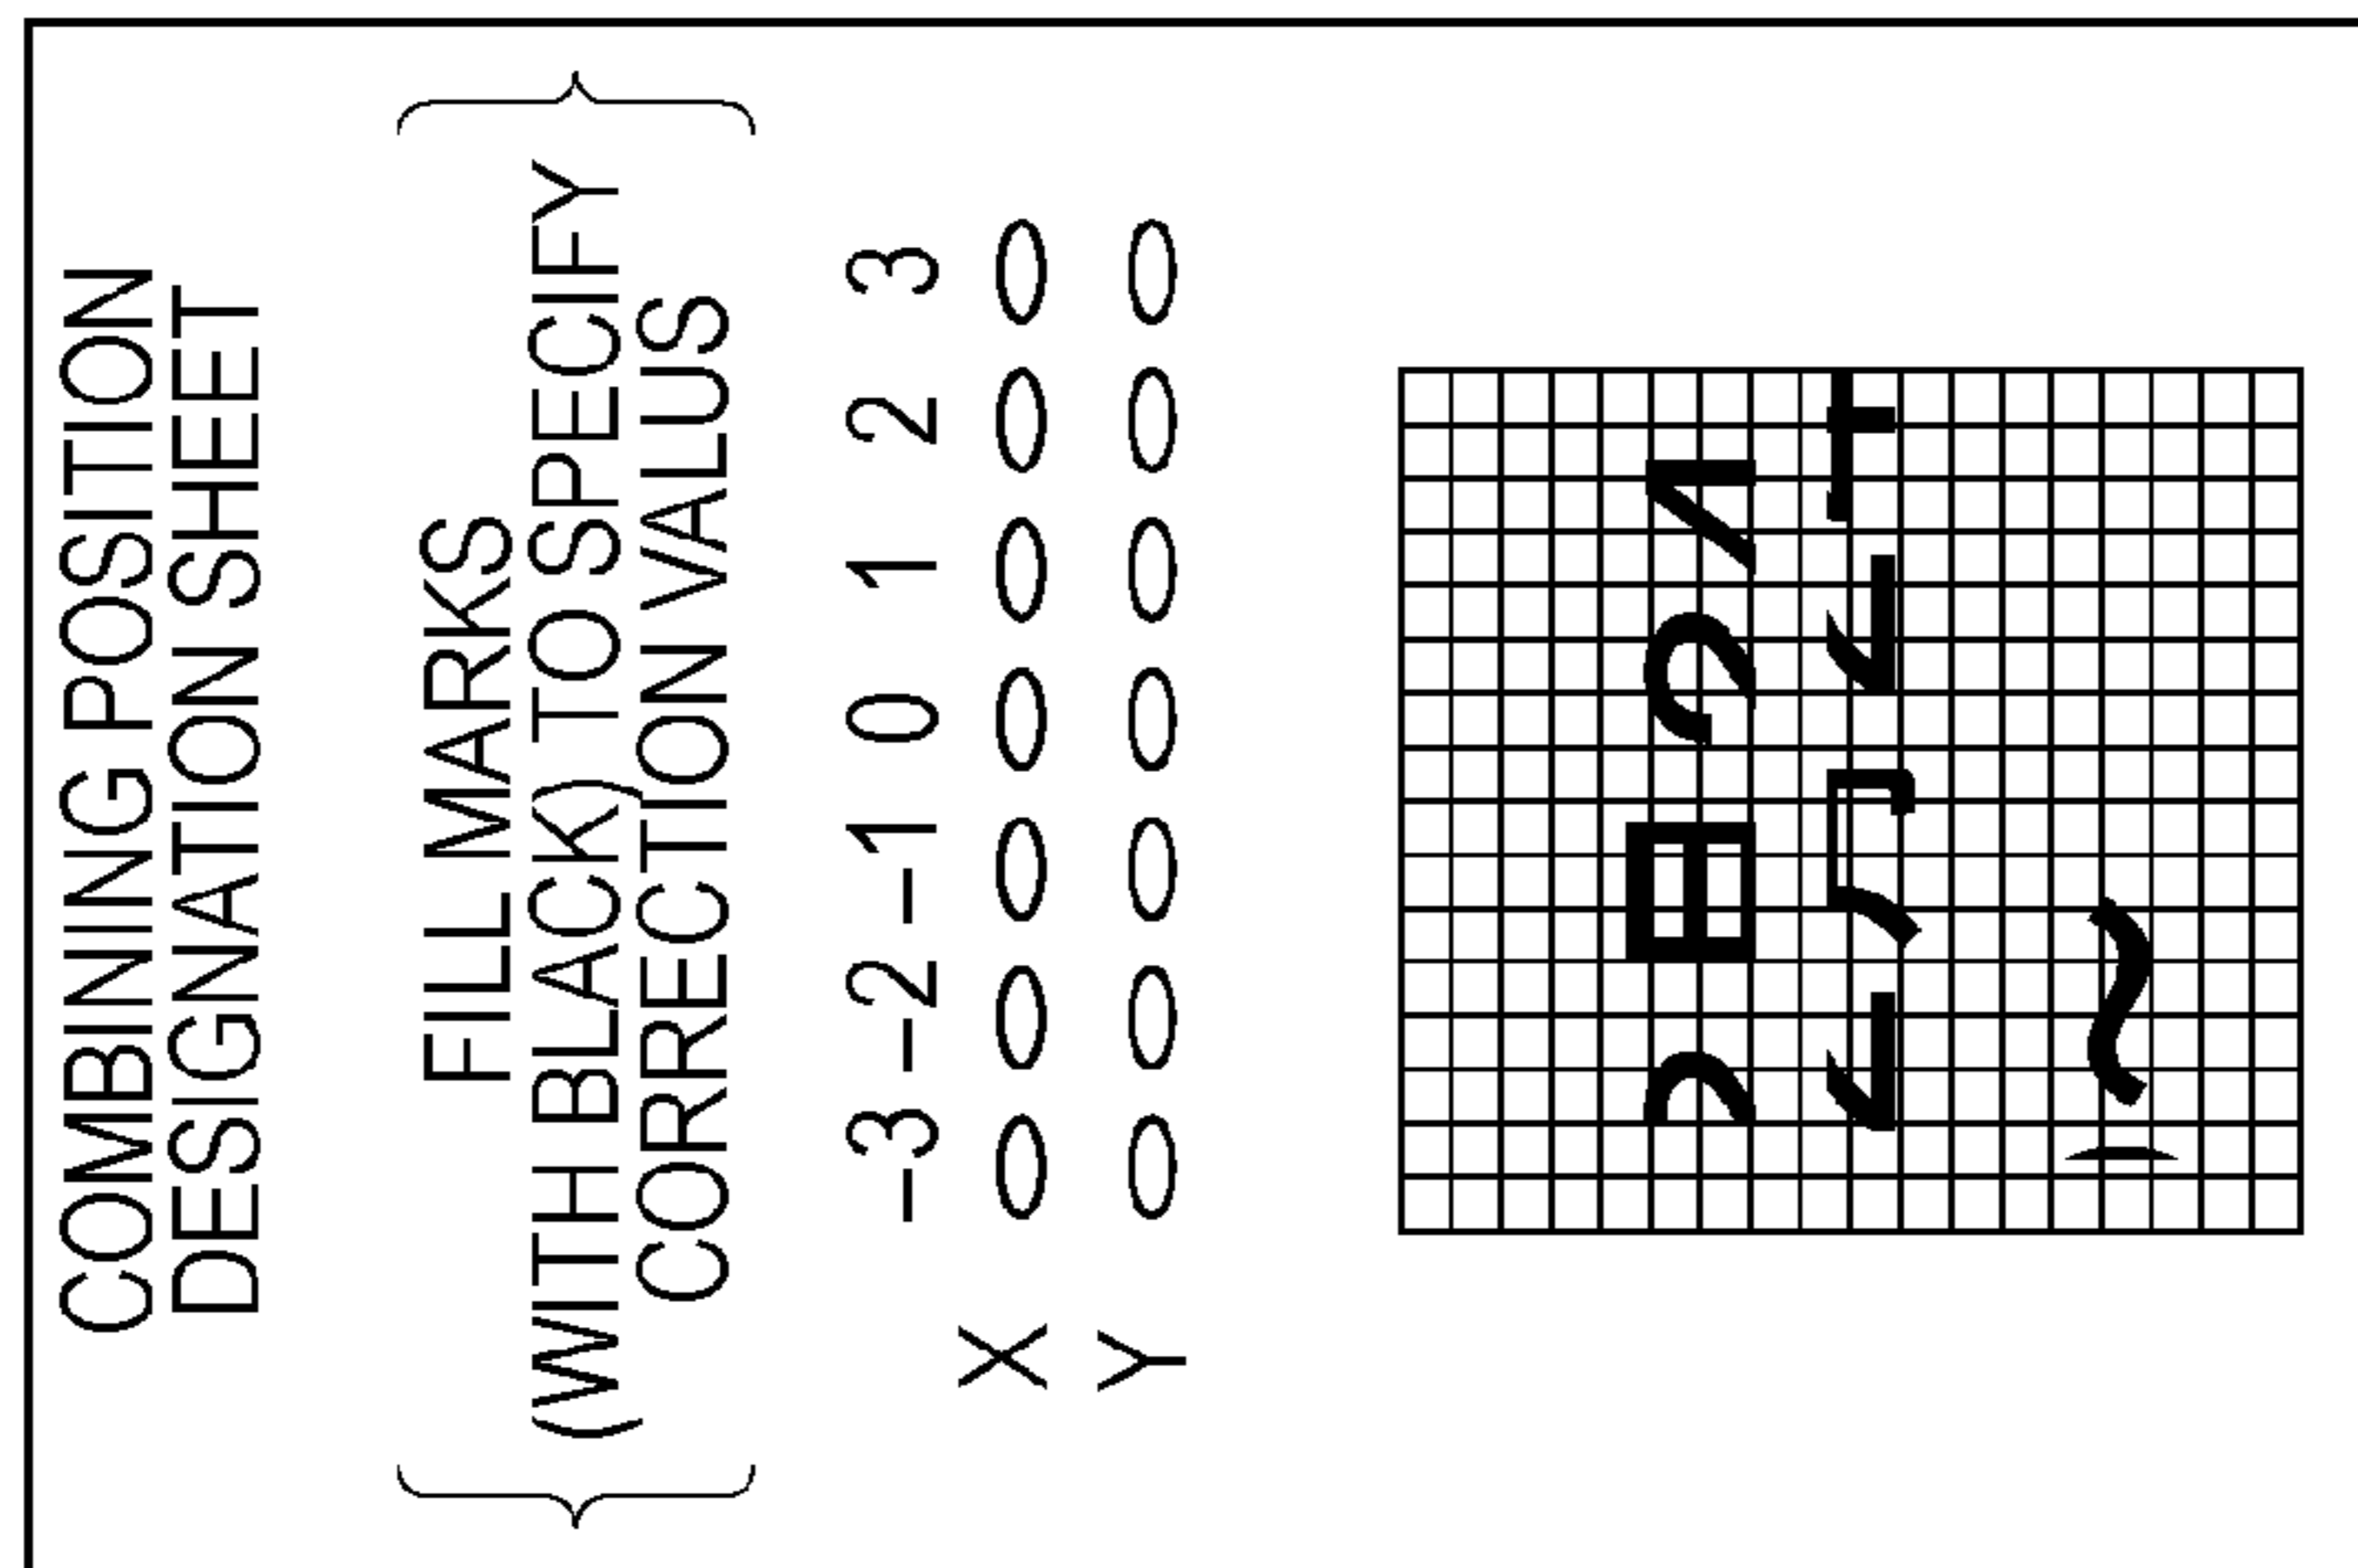 COMBINING POSITION
DESIGNATION SHEET
FILL MARKS
(WITH BLACK) TO SPECIFY
CORRECTION VALUS
-3 -2 -1 0 1 2 3
X
Y